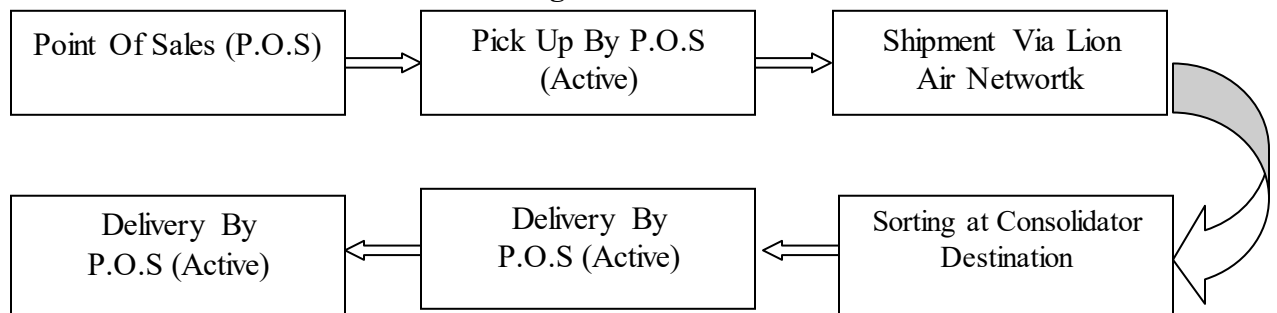 Point Of Sales (P.O.S)
Pick Up By P.O.S
(Active)
Shipment Via Lion
Air Networtk
Sorting at Consolidator
Destination
Delivery By
P.O.S (Active)
Delivery By
P.O.S (Active)